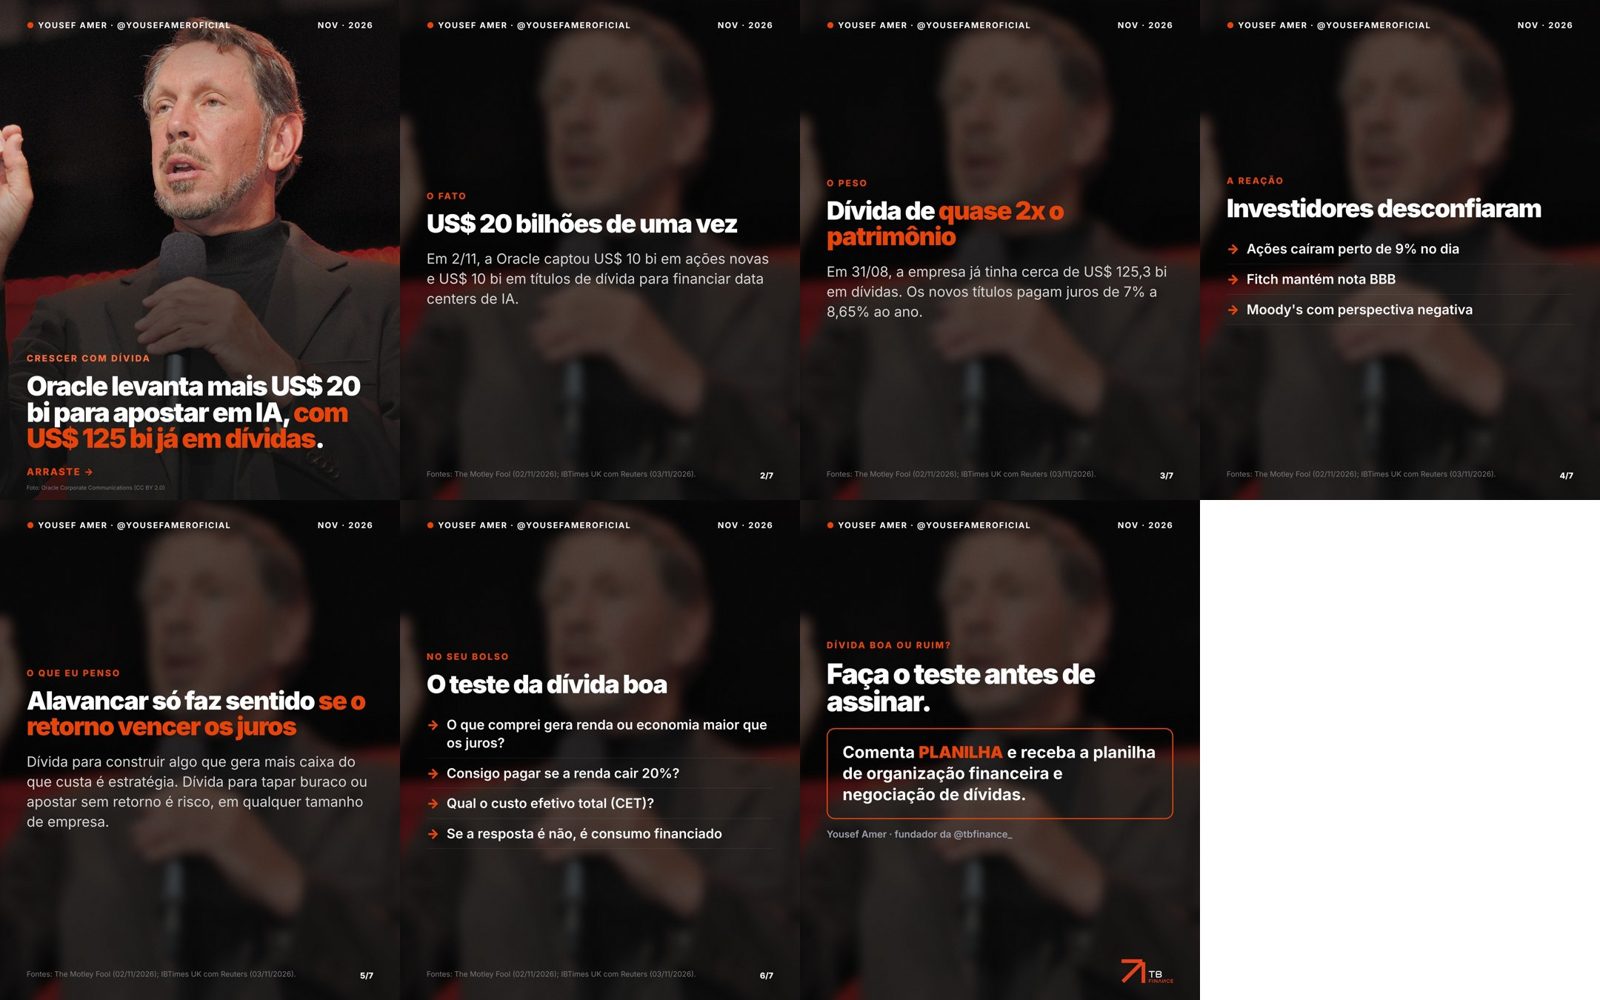 YOUSEF AMER · @YOUSEFAMEROFICIAL
NOV · 2026
CRESCER COM DÍVIDA
Oracle levanta mais US$ 20
bi para apostar em IA, com
US$ 125 bi já em dívidas.
ARRASTE →
Foto: Oracle Corporate Communications (CC BY 2.0)
YOUSEF AMER · @YOUSEFAMEROFICIAL
NOV · 2026
O FATO
US$ 20 bilhões de uma vez
Em 2/11, a Oracle captou US$ 10 bi em ações novas
e US$ 10 bi em títulos de dívida para financiar data
centers de IA.
Fontes: The Motley Fool (02/11/2026); IBTimes UK com Reuters (03/11/2026).
2/7
YOUSEF AMER · @YOUSEFAMEROFICIAL
NOV · 2026
O PESO
Dívida de quase 2x o
patrimônio
Em 31/08, a empresa já tinha cerca de US$ 125,3 bi
em dívidas. Os novos títulos pagam juros de 7% a
8,65% ao ano.
Fontes: The Motley Fool (02/11/2026); IBTimes UK com Reuters (03/11/2026).
3/7
YOUSEF AMER · @YOUSEFAMEROFICIAL
NOV · 2026
A REAÇÃO
Investidores desconfiaram
→ Ações caíram perto de 9% no dia
→ Fitch mantém nota BBB
→ Moody's com perspectiva negativa
Fontes: The Motley Fool (02/11/2026); IBTimes UK com Reuters (03/11/2026).
4/7
YOUSEF AMER · @YOUSEFAMEROFICIAL
NOV · 2026
O QUE EU PENSO
Alavancar só faz sentido se o
retorno vencer os juros
Dívida para construir algo que gera mais caixa do
que custa é estratégia. Dívida para tapar buraco ou
apostar sem retorno é risco, em qualquer tamanho
de empresa.
Fontes: The Motley Fool (02/11/2026); IBTimes UK com Reuters (03/11/2026).
5/7
YOUSEF AMER · @YOUSEFAMEROFICIAL
NOV · 2026
NO SEU BOLSO
O teste da dívida boa
→ O que comprei gera renda ou economia maior que
os juros?
→ Consigo pagar se a renda cair 20%?
→ Qual o custo efetivo total (CET)?
→ Se a resposta é não, é consumo financiado
Fontes: The Motley Fool (02/11/2026); IBTimes UK com Reuters (03/11/2026).
6/7
YOUSEF AMER · @YOUSEFAMEROFICIAL
NOV · 2026
DÍVIDA BOA OU RUIM?
Faça o teste antes de
assinar.
Comenta PLANILHA e receba a planilha
de organização financeira e
negociação de dívidas.
Yousef Amer · fundador da @tbfinance_
TB
FINANCE